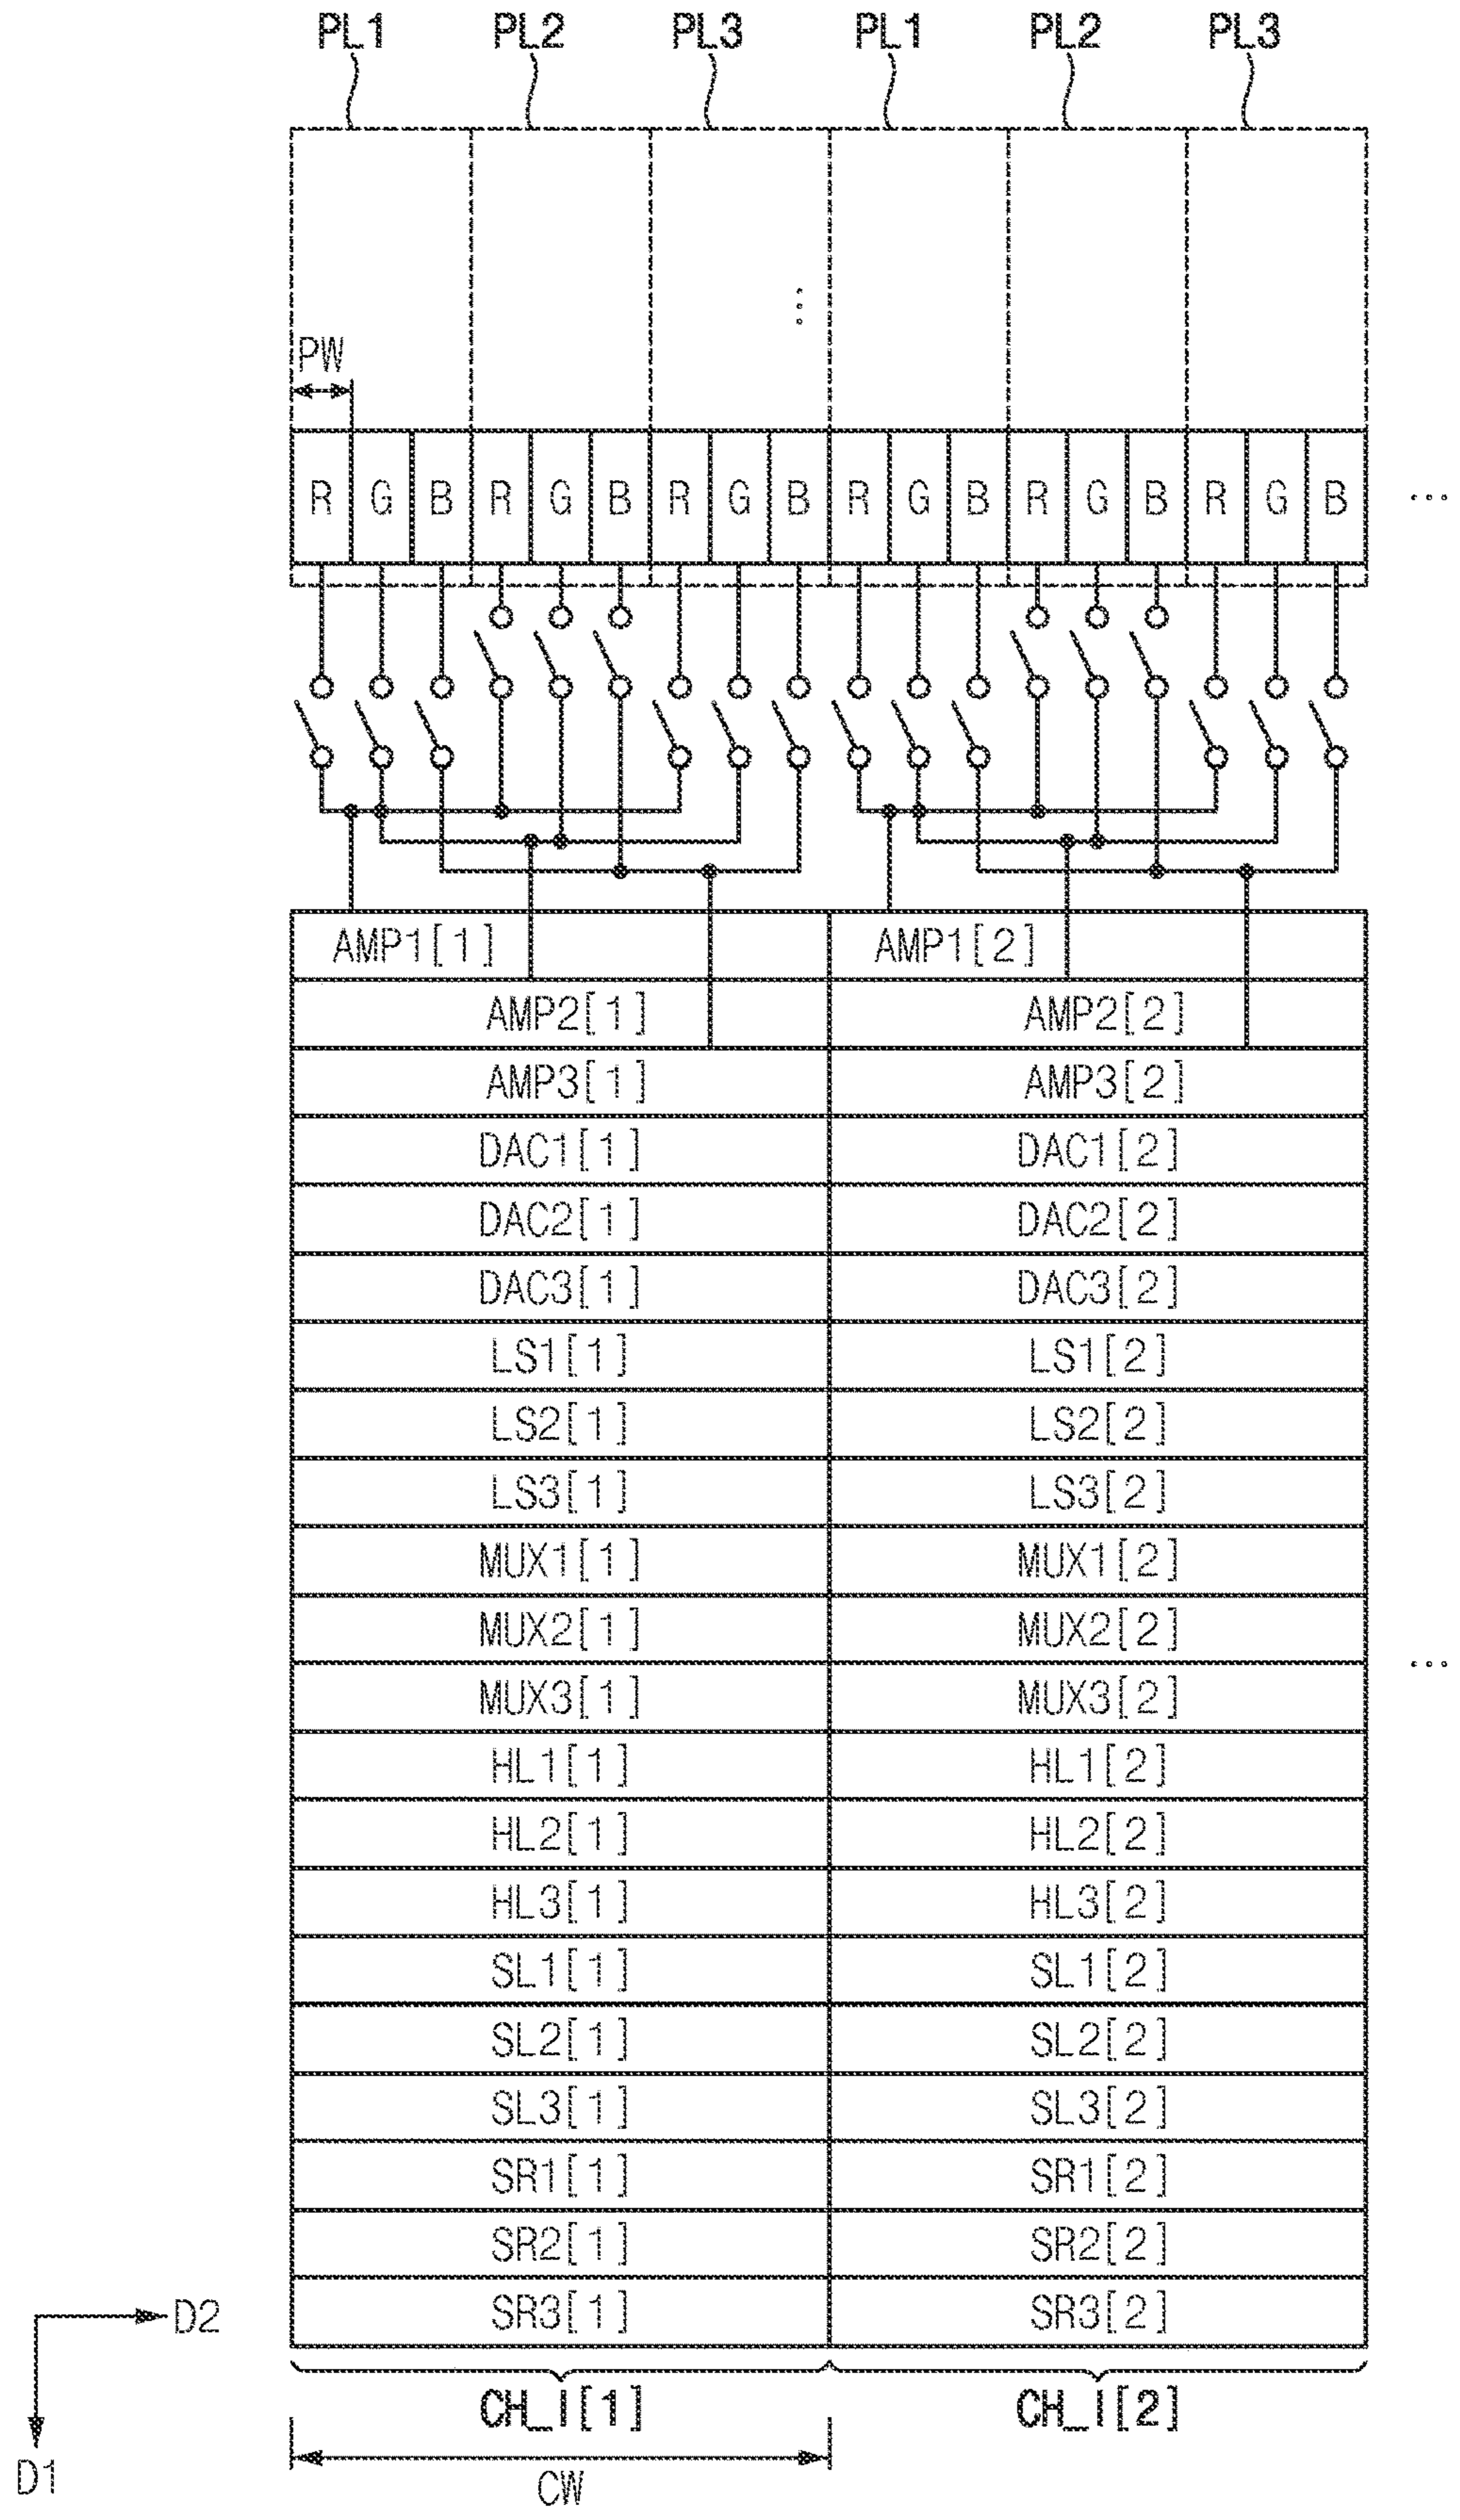 PL1 PL2 PL3 PL1 PL2 PL3
PW
R G B R G B R G B R G B R G B R G B ...
AMP1[1] AMP1[2]
AMP2[1] AMP2[2]
AMP3[1] AMP3[2]
DAC1[1] DAC1[2]
DAC2[1] DAC2[2]
DAC3[1] DAC3[2]
LS1[1] LS1[2]
LS2[1] LS2[2]
LS3[1] LS3[2]
MUX1[1] MUX1[2]
MUX2[1] MUX2[2]
MUX3[1] MUX3[2]
HL1[1] HL1[2]
HL2[1] HL2[2]
HL3[1] HL3[2]
SL1[1] SL1[2]
SL2[1] SL2[2]
SL3[1] SL3[2]
SR1[1] SR1[2]
SR2[1] SR2[2]
SR3[1] SR3[2]
D2
CH_I[1] CH_I[2]
D1
CW